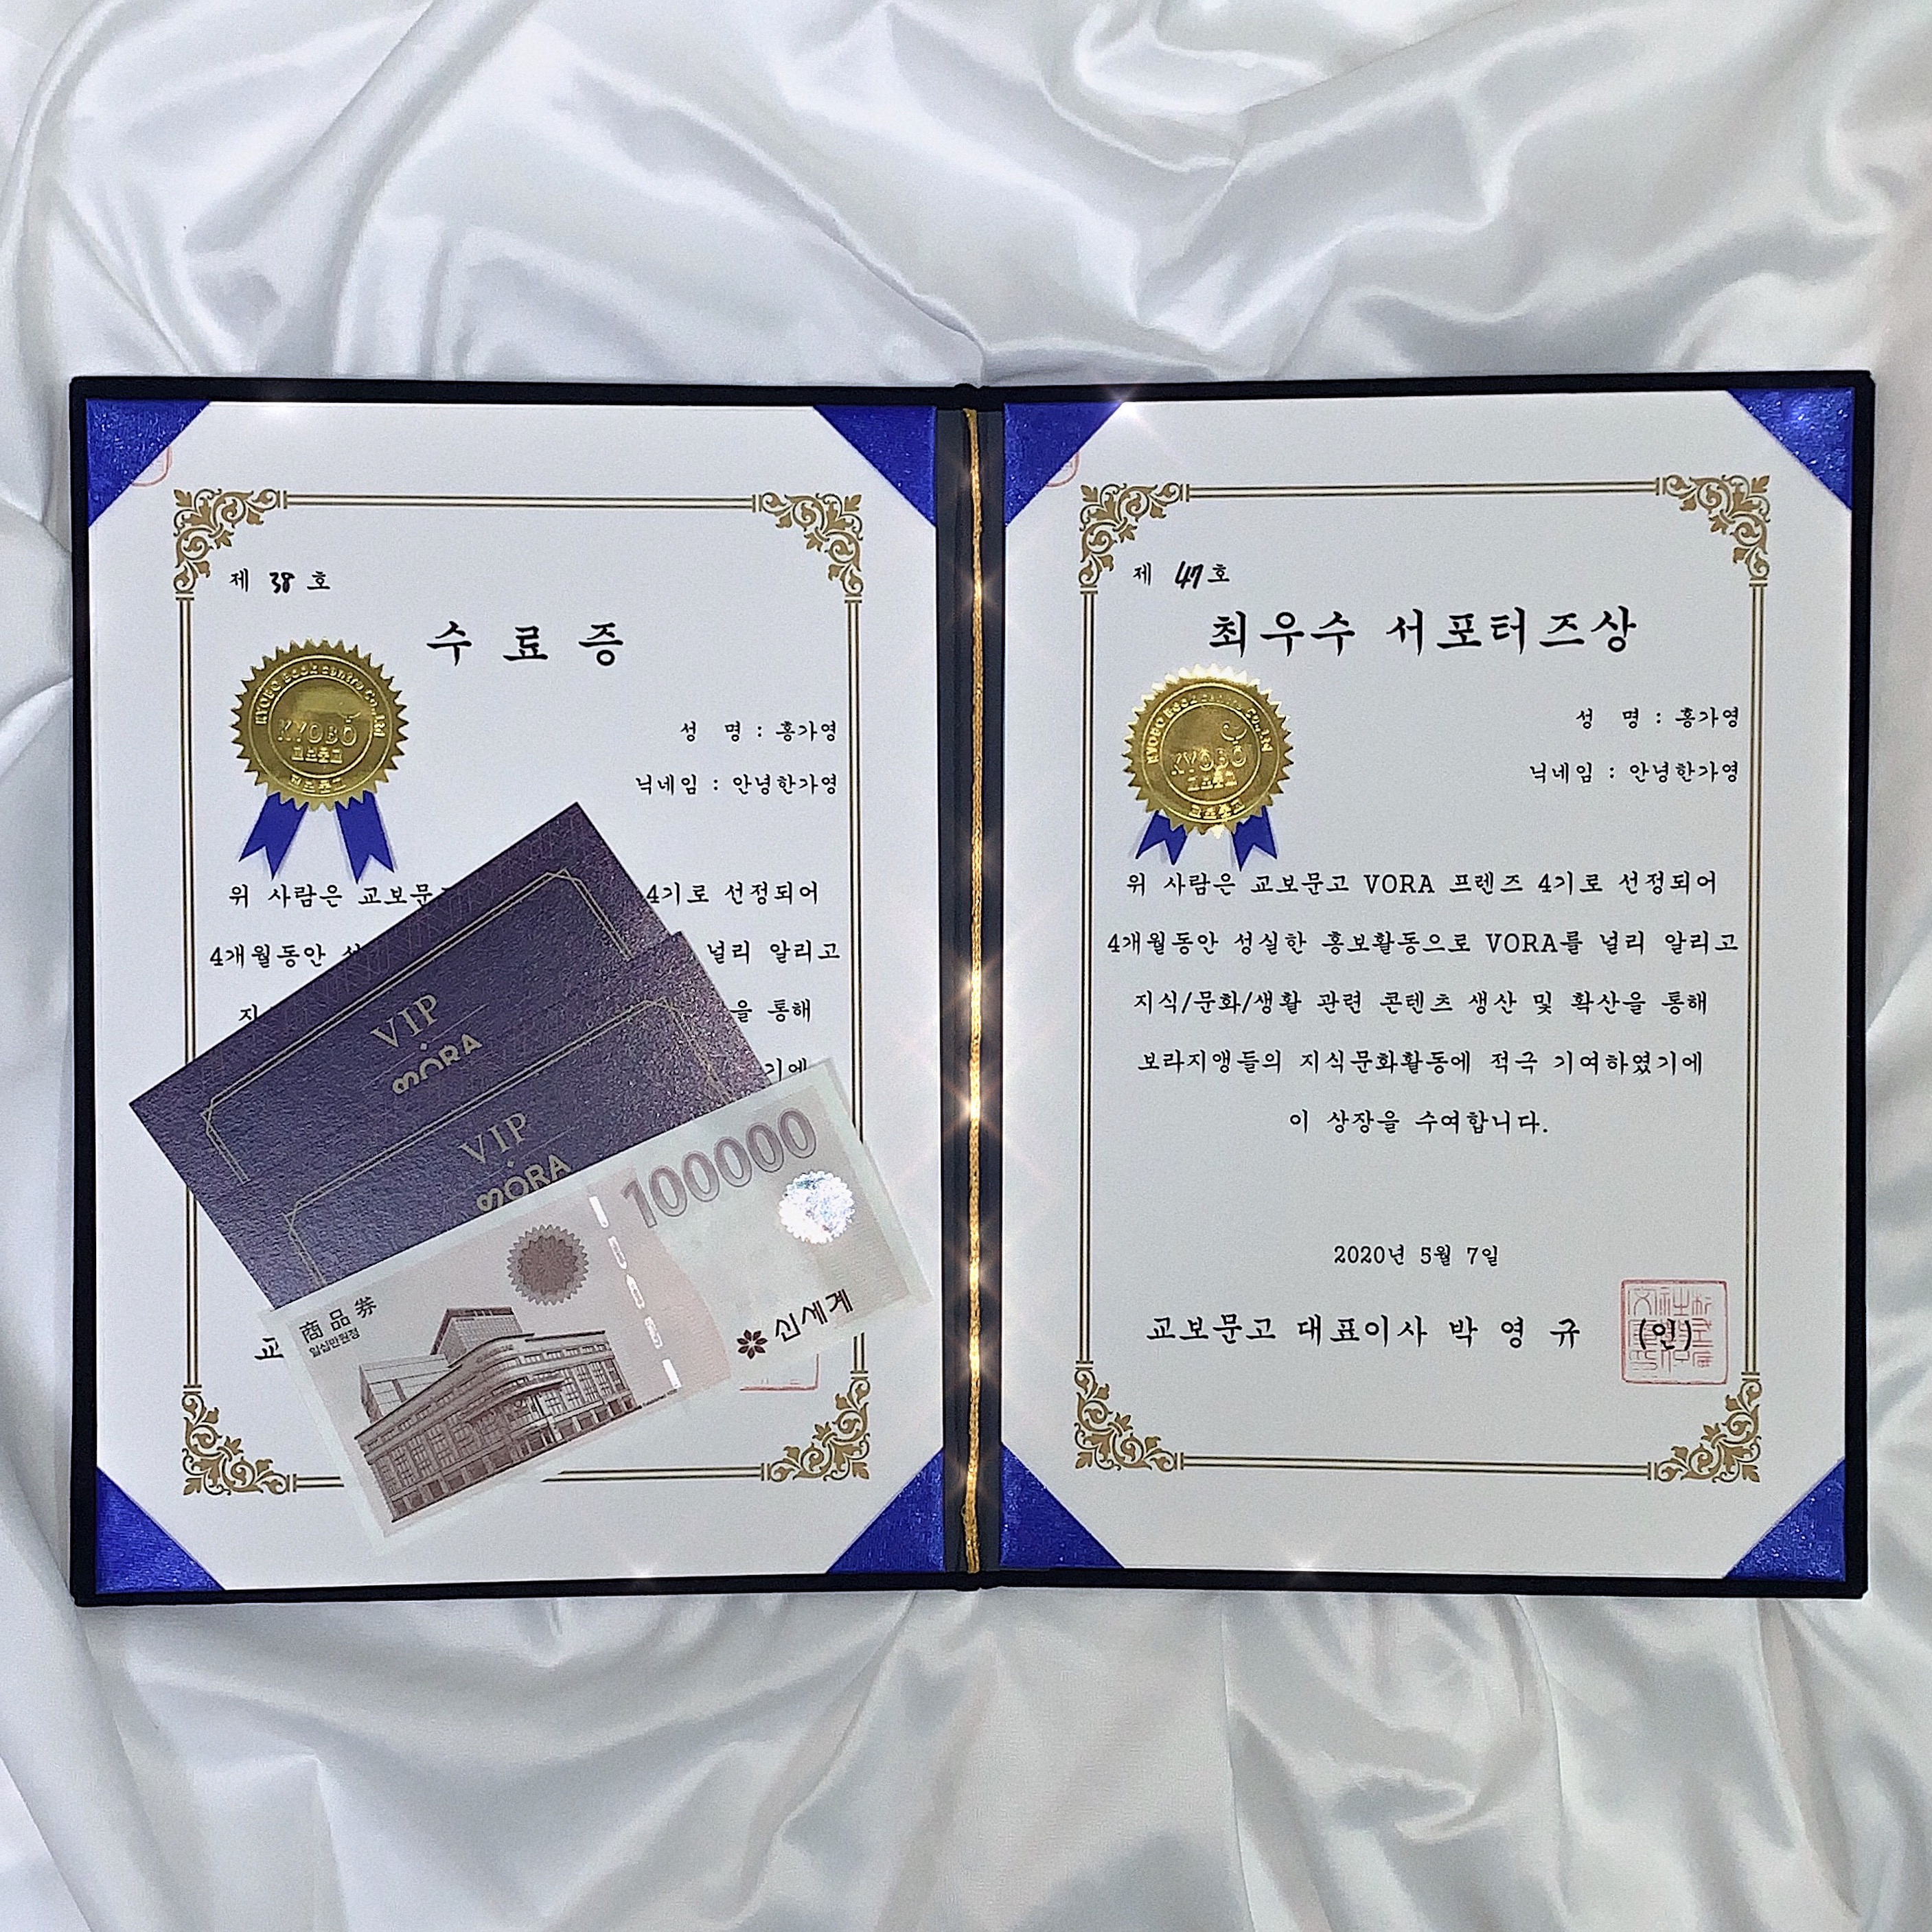 제 38 호
수 료 증
KYOBO Bookcentre Co., Ltd
KYOBO
교보문고
교보문고
성 명 : 홍가영
닉네임 : 안녕한가영
위 사람은 교보문 4기로 선정되어
4개월동안 널리 알리고
지 을 통해
에
교
VIP
VORA
VIP
VORA
100000
商品券
일십만원정
신세계
제 47 호
최우수 서포터즈상
KYOBO Bookcentre Co., Ltd
KYOBO
교보문고
교보문고
성 명 : 홍가영
닉네임 : 안녕한가영
위 사람은 교보문고 VORA 프렌즈 4기로 선정되어
4개월동안 성실한 홍보활동으로 VORA를 널리 알리고
지식/문화/생활 관련 콘텐츠 생산 및 확산을 통해
보라지앵들의 지식문화활동에 적극 기여하였기에
이 상장을 수여합니다.
2020년 5월 7일
교보문고 대표이사 박 영 규 (인)